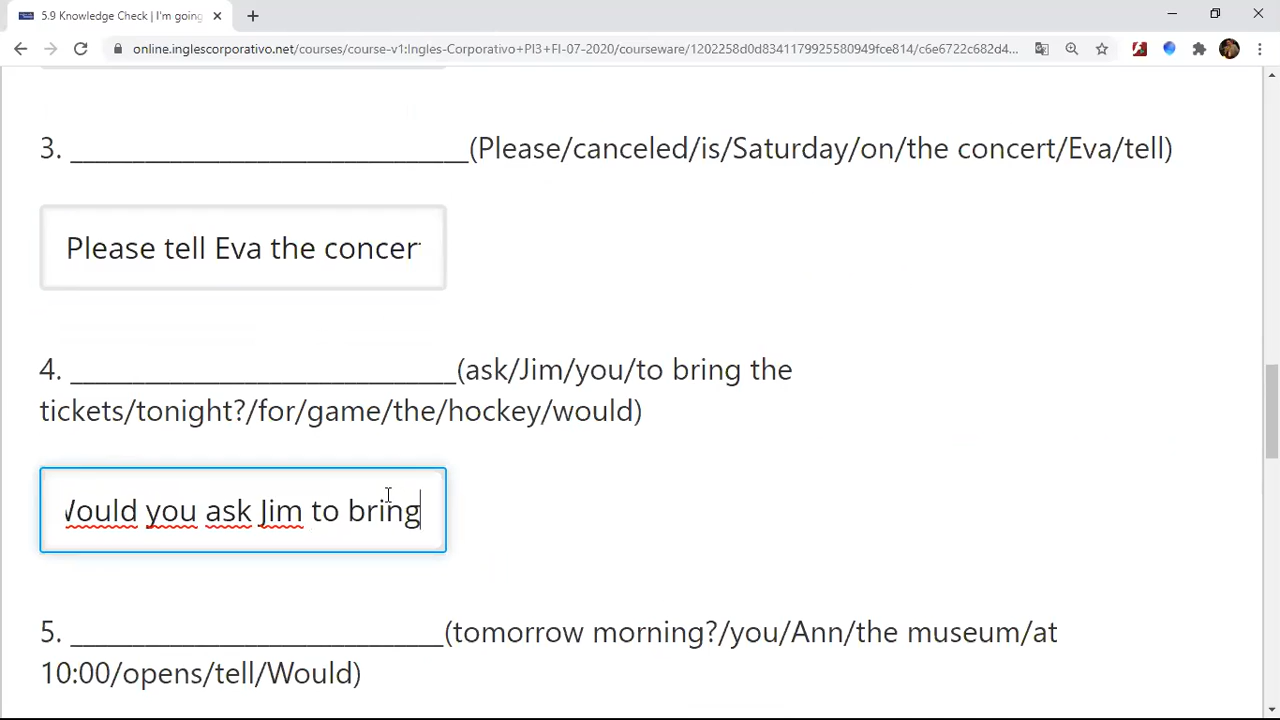 5.9 Knowledge Check | I'm going
online.inglescorporativo.net/courses/course-v1:Ingles-Corporativo+PI3+FI-07-2020/courseware/1202258d0d8341179925580949fce814/c6e6722c682d4...
3. ______________________________(Please/canceled/is/Saturday/on/the concert/Eva/tell)
Please tell Eva the concer
4. _____________________________(ask/Jim/you/to bring the
tickets/tonight?/for/game/the/hockey/would)
Would you ask Jim to bring
5. ____________________________(tomorrow morning?/you/Ann/the museum/at
10:00/opens/tell/Would)